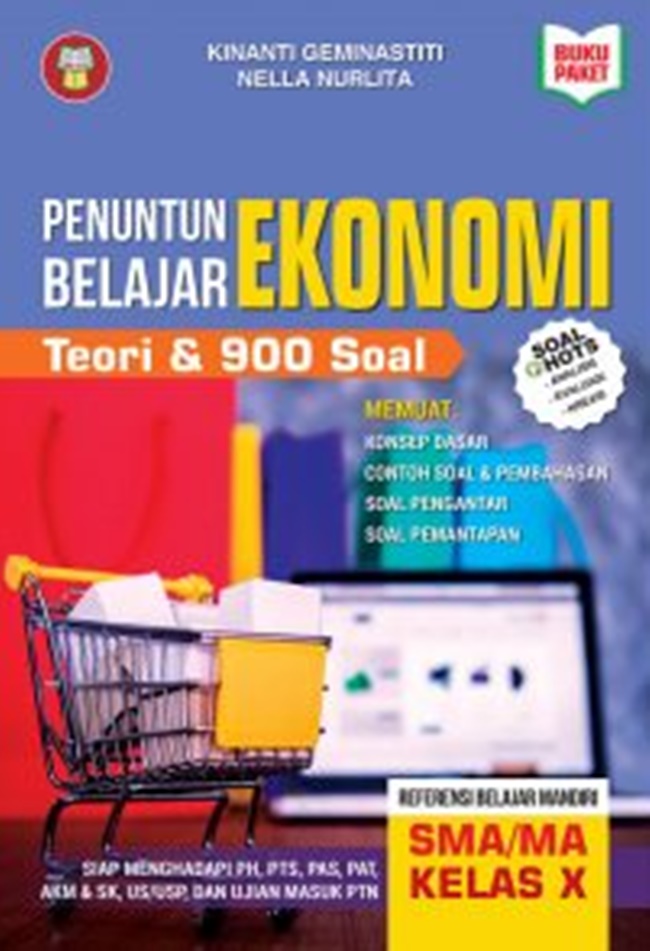 KINANTI GEMINASTITI
NELLA NURLITA
BUKU
PAKET
PENUNTUN
BELAJAR
EKONOMI
Teori & 900 Soal
SOAL
HOTS
MEMUAT:
KONSEP DASAR
CONTOH SOAL & PEMBAHASAN
SOAL PENGANTAR
SOAL PEMANTAPAN
REFERENSI BELAJAR MANDIRI
SMA/MA
KELAS X
SIAP MENGHADAPI PH, PTS, PAS, PAT,
AKM & SK, US/USP, DAN UJIAN MASUK PTN